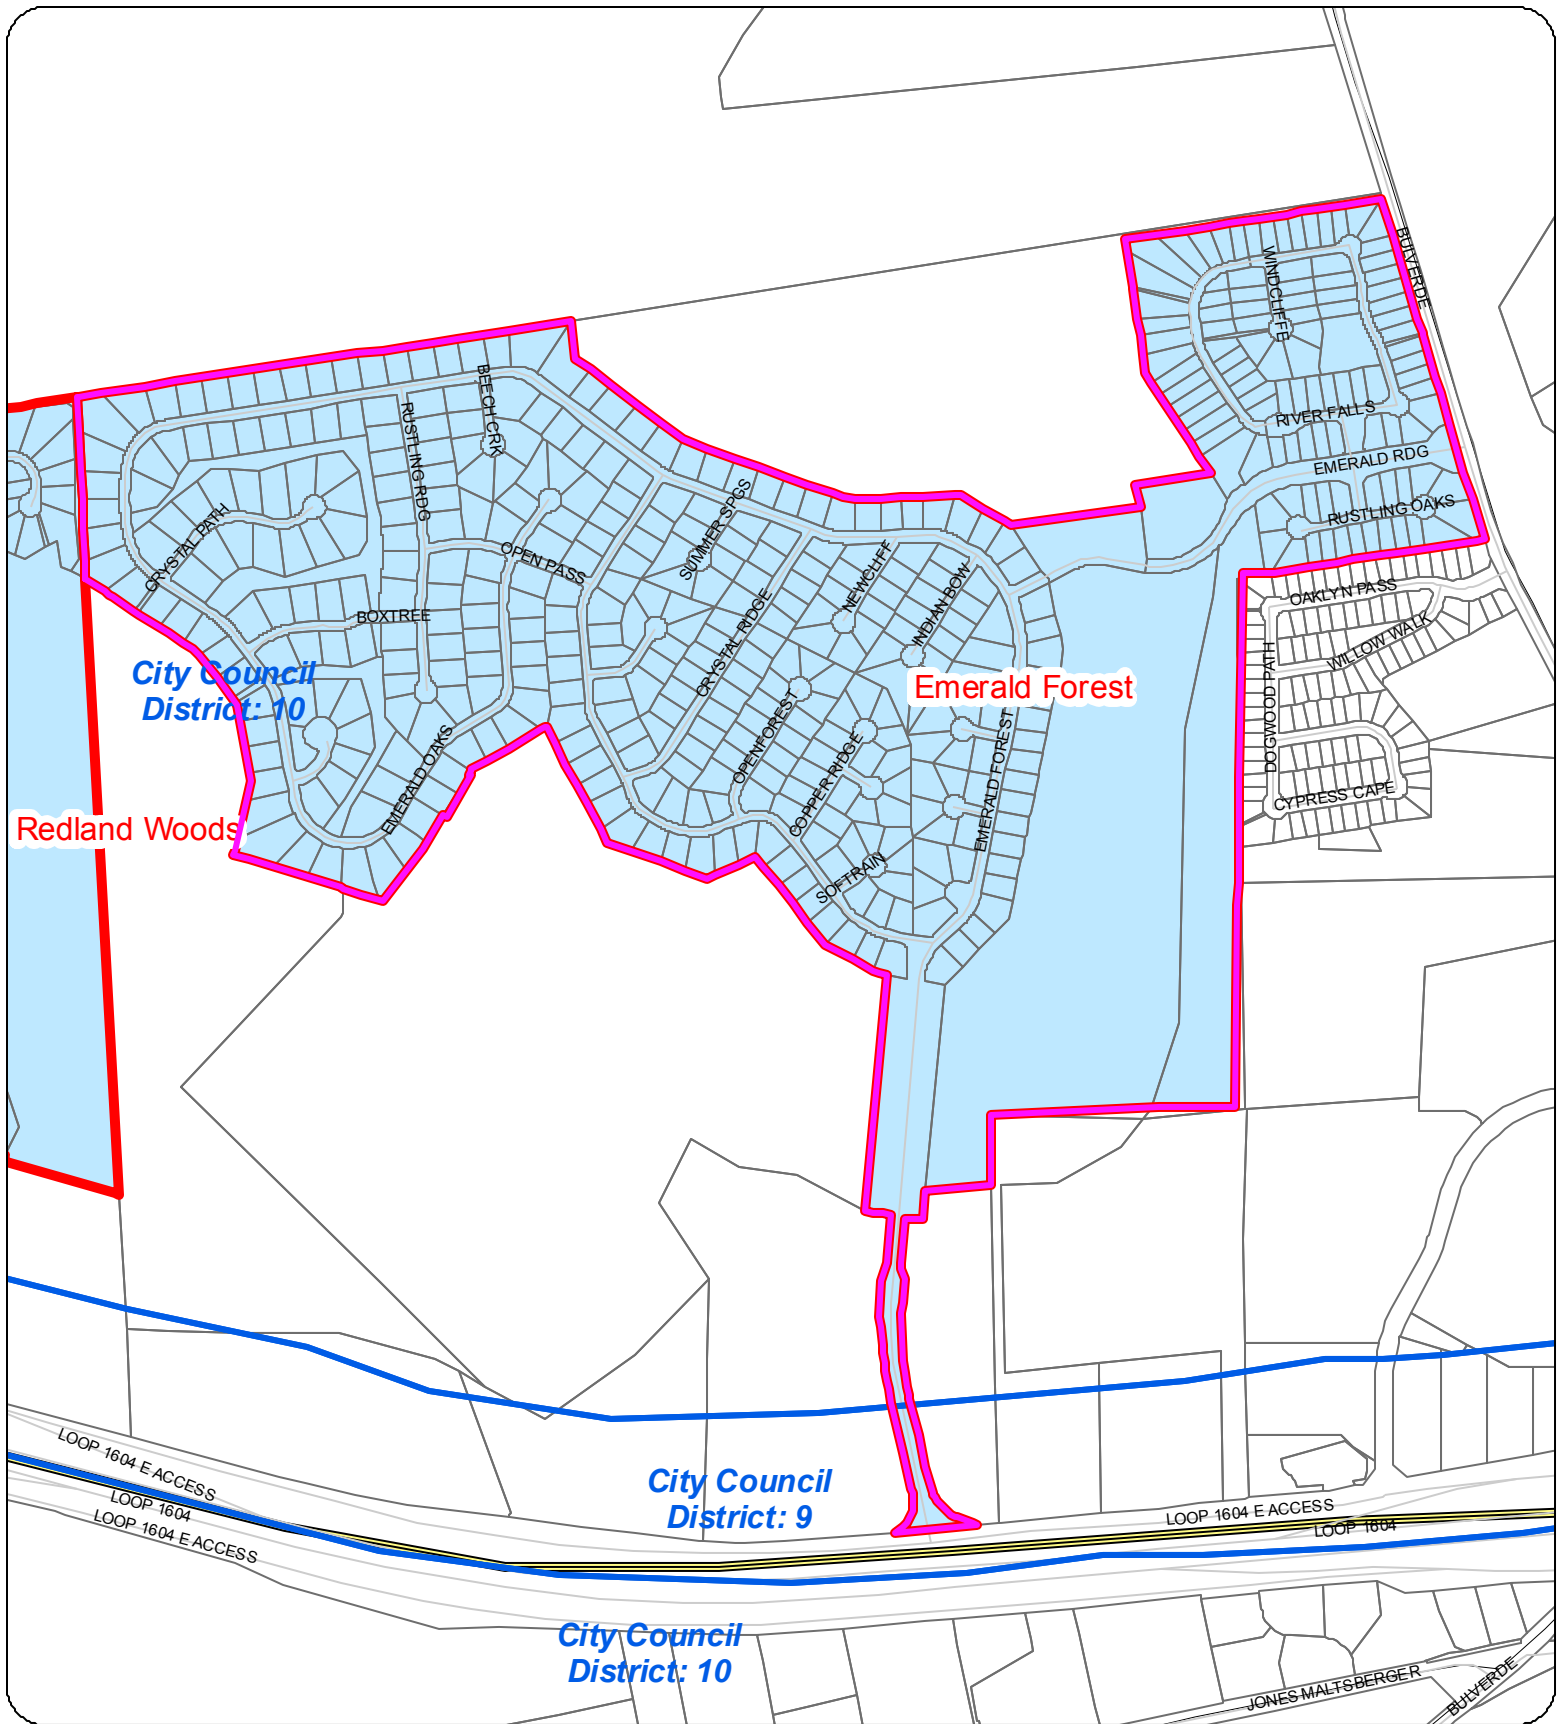 BULVERDE
WINDCLIFFE
BEECH CRK
RUSTLING RDG
RIVER FALLS
EMERALD RDG
RUSTLING OAKS
SUMMER SPGS
CRYSTAL PATH
OPEN PASS
NEWCLIFF
INDIAN BOW
OAKLYN PASS
BOXTREE
CRYSTAL RIDGE
WILLOW WALK
City Council
District: 10
Emerald Forest
DOGWOOD PATH
OPENFOREST
EMERALD OAKS
COPPER RIDGE
EMERALD FOREST
CYPRESS CAPE
Redland Woods
SOFTRAIN
LOOP 1604 E ACCESS
LOOP 1604
LOOP 1604 E ACCESS
City Council
District: 9
LOOP 1604 E ACCESS
LOOP 1604
City Council
District: 10
JONES MALTSBERGER
BULVERDE